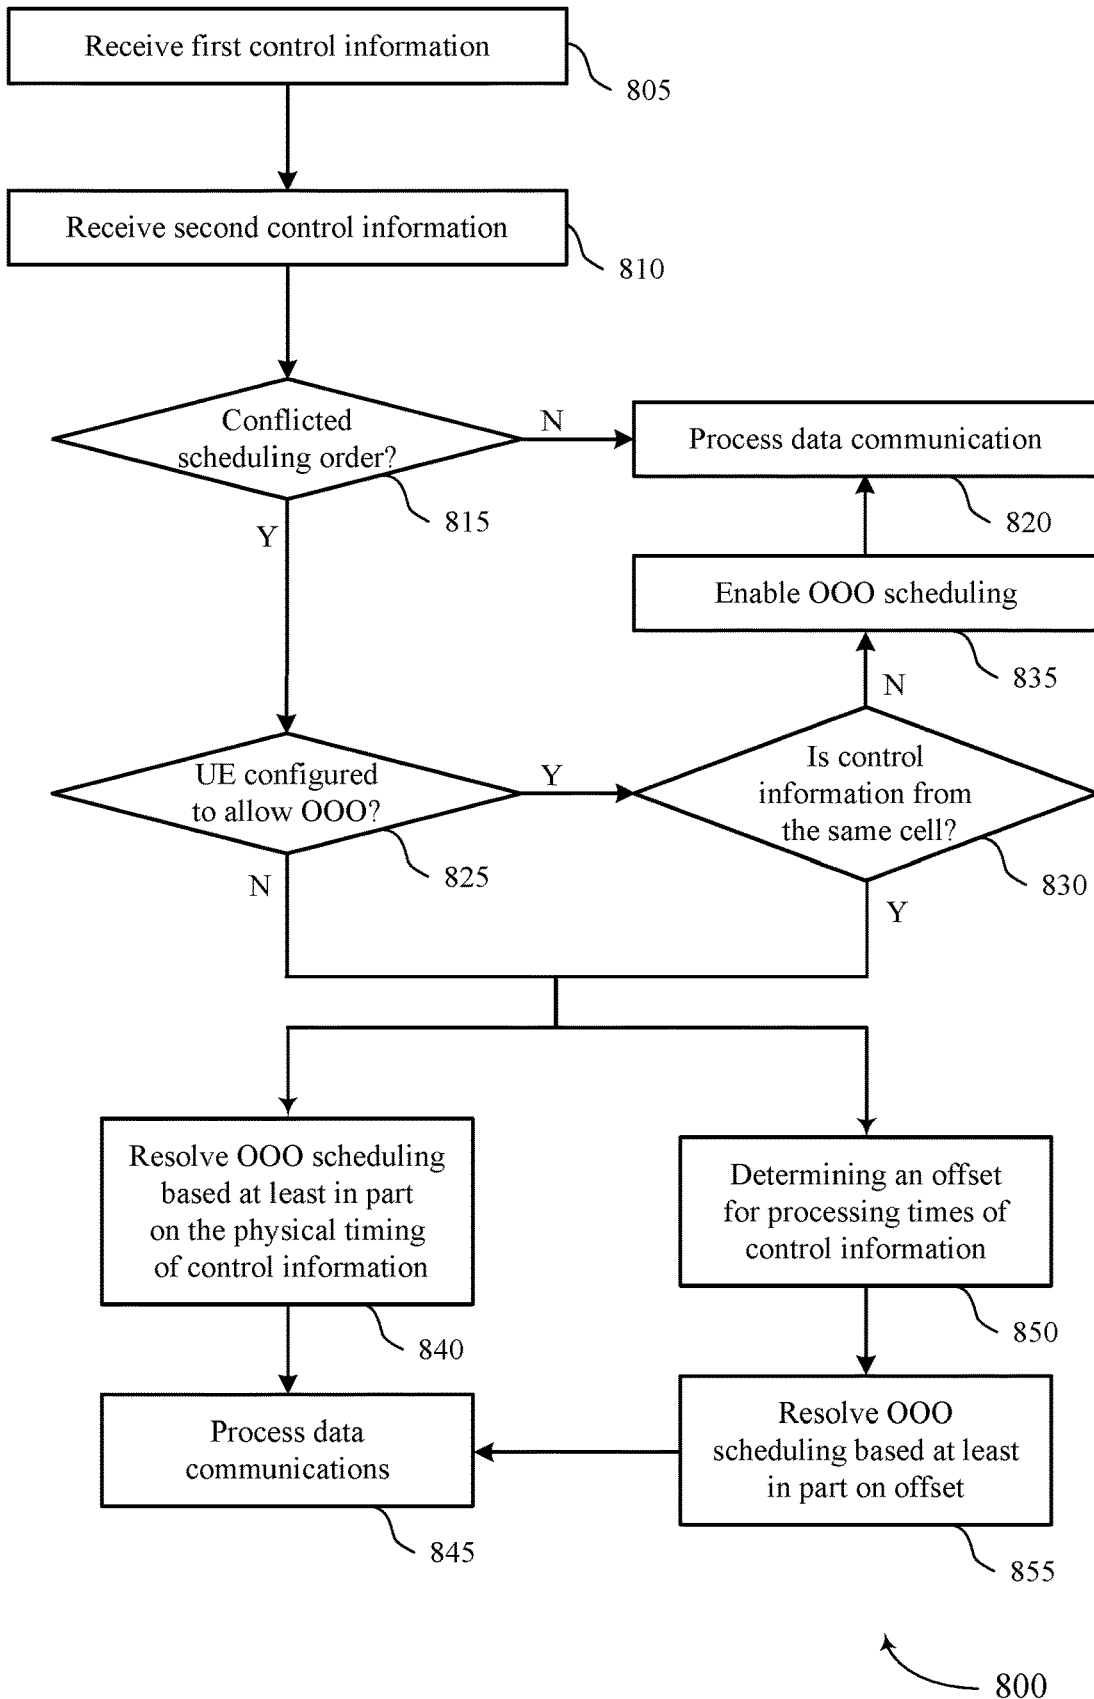 Receive first control information
805
Receive second control information
810
Conflicted
scheduling order?
815
N
Y
Process data communication
820
Enable OOO scheduling
835
N
UE configured
to allow OOO?
825
Y
N
Is control
information from
the same cell?
830
Y
Resolve OOO scheduling
based at least in part
on the physical timing
of control information
840
Determining an offset
for processing times of
control information
850
Process data
communications
845
Resolve OOO
scheduling based at least
in part on offset
855
800